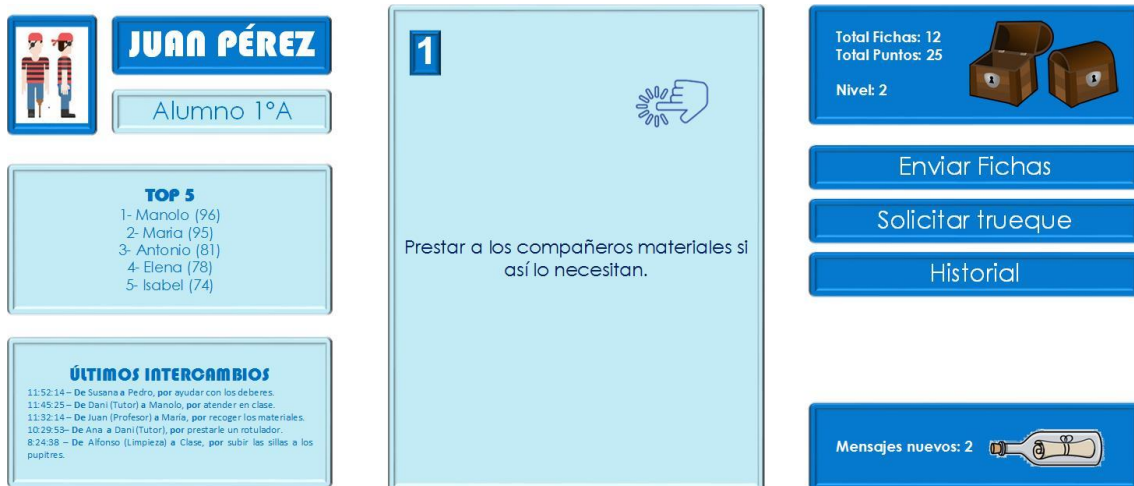 JUAN PÉREZ
Alumno 1°A
TOP 5
1- Manolo (96)
2- Maria (95)
3- Antonio (81)
4- Elena (78)
5- Isabel (74)
ÚLTIMOS INTERCAMBIOS
11:52:14 – De Susana a Pedro, por ayudar con los deberes.
11:45:25 – De Dani (Tutor) a Manolo, por atender en clase.
11:32:14 – De Juan (Profesor) a María, por recoger los materiales.
10:29:53– De Ana a Dani (Tutor), por prestarle un rotulador.
8:24:38 – De Alfonso (Limpieza) a Clase, por subir las sillas a los
pupitres.
1
Prestar a los compañeros materiales si
así lo necesitan.
Total Fichas: 12
Total Puntos: 25
Nivel: 2
Enviar Fichas
Solicitar trueque
Historial
Mensajes nuevos: 2